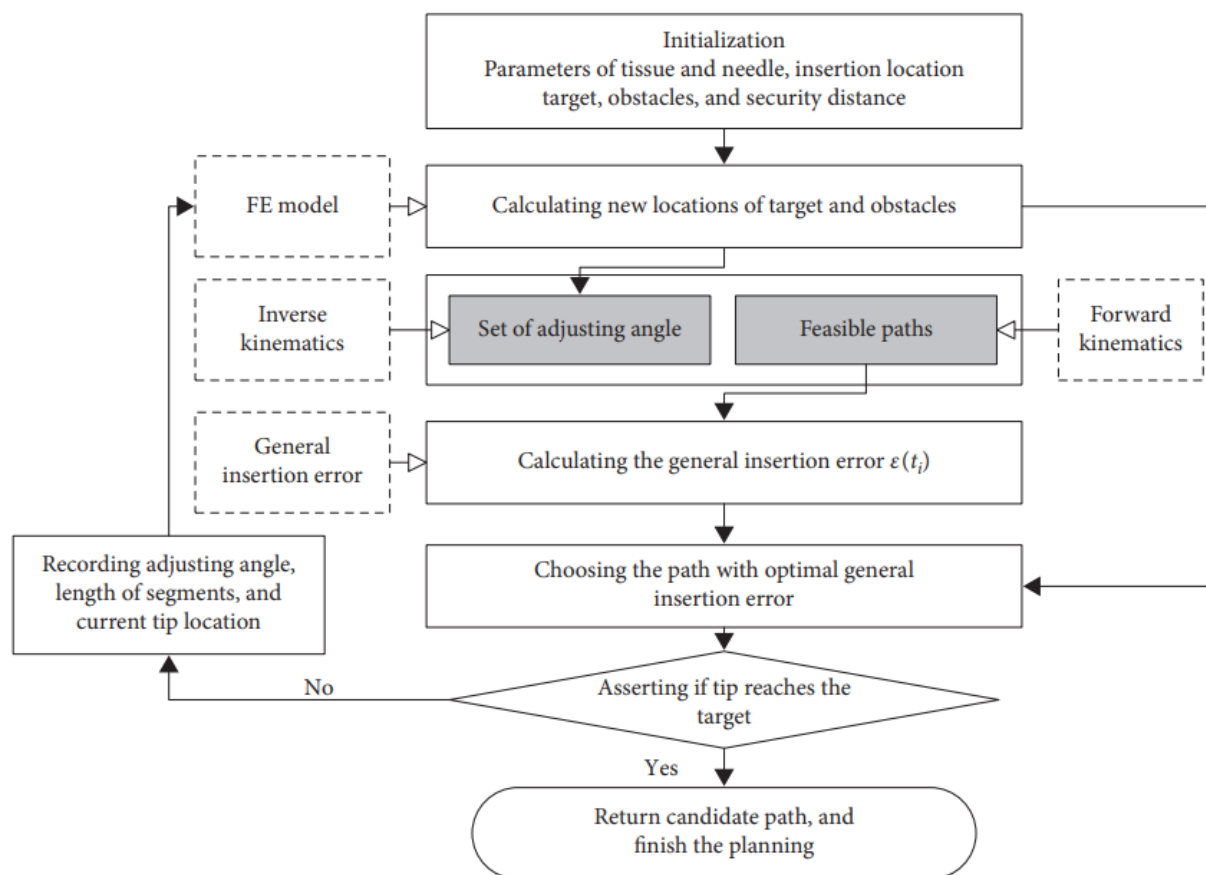 Initialization
Parameters of tissue and needle, insertion location
target, obstacles, and security distance
FE model
Calculating new locations of target and obstacles
Inverse
kinematics
Set of adjusting angle
Feasible paths
Forward
kinematics
General
insertion error
Calculating the general insertion error ε(tᵢ)
Recording adjusting angle,
length of segments, and
current tip location
Choosing the path with optimal general
insertion error
No
Asserting if tip reaches the
target
Yes
Return candidate path, and
finish the planning